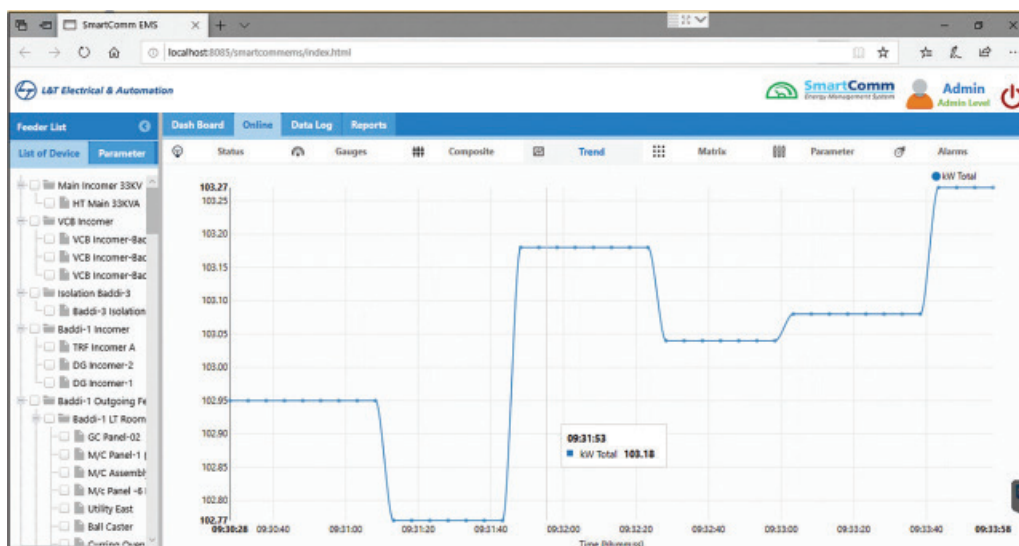 SmartComm EMS
localhost:8085/smartcommems/index.html
L&T Electrical & Automation
SmartComm
Energy Management System
Admin
Admin Level
Feeder List
Dash Board Online Data Log Reports
List of Device Parameter
Status Gauges Composite Trend Matrix Parameter Alarms
Main Incomer 33KV
HT Main 33KVA
VCB Incomer
VCB Incomer-Bac
VCB Incomer-Bac
VCB Incomer-Bac
Isolation Baddi-3
Baddi-3 Isolation
Baddi-1 Incomer
TRF Incomer A
DG Incomer-2
DG Incomer-1
Baddi-1 Outgoing Fe
Baddi-1 LT Room
GC Panel-02
M/C Panel-1
M/C Assembl
M/c Panel -6
Utility East
Ball Caster
Curring Oven
kW Total
103.27
103.25
103.20
103.15
103.10
103.05
103.00
102.95
102.90
102.85
102.80
102.77
09:31:53
kW Total 103.18
09:30:28 09:30:40 09:31:00 09:31:20 09:31:40 09:32:00 09:32:20 09:32:40 09:33:00 09:33:20 09:33:40 09:33:58